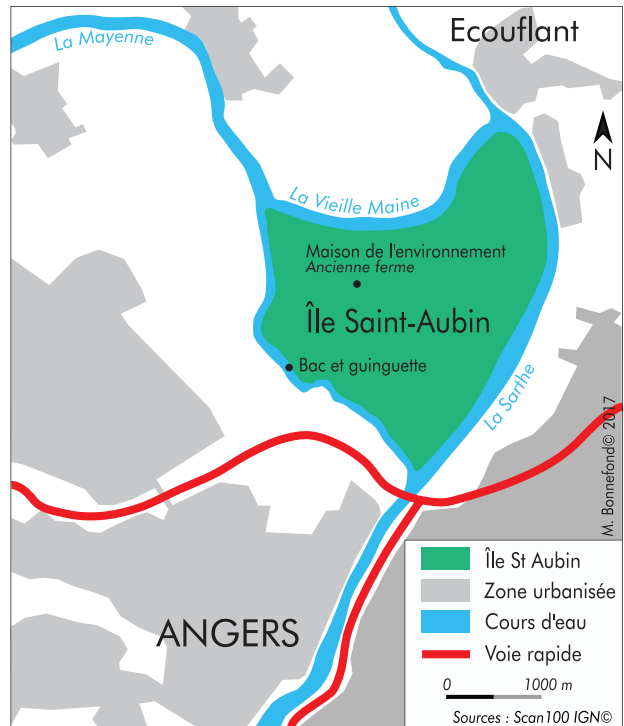 La Mayenne
Ecouflant
N
La Vieille Maine
Maison de l'environnement
Ancienne ferme
Île Saint-Aubin
Bac et guinguette
La Sarthe
M. Bonnefond© 2017
ANGERS
Île St Aubin
Zone urbanisée
Cours d'eau
Voie rapide
0 1000 m
Sources : Scan100 IGN©